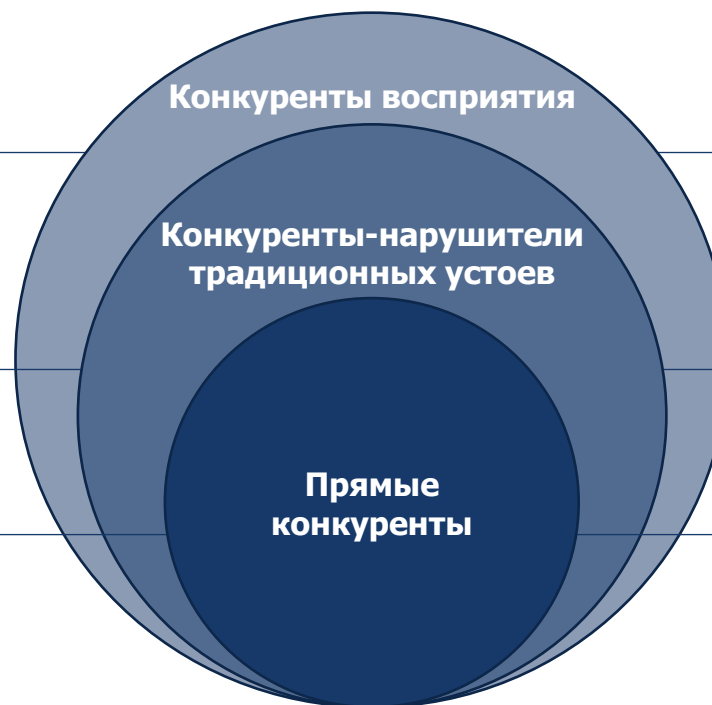 Конкуренты восприятия
Конкуренты-нарушители
традиционных устоев
Прямые
конкуренты